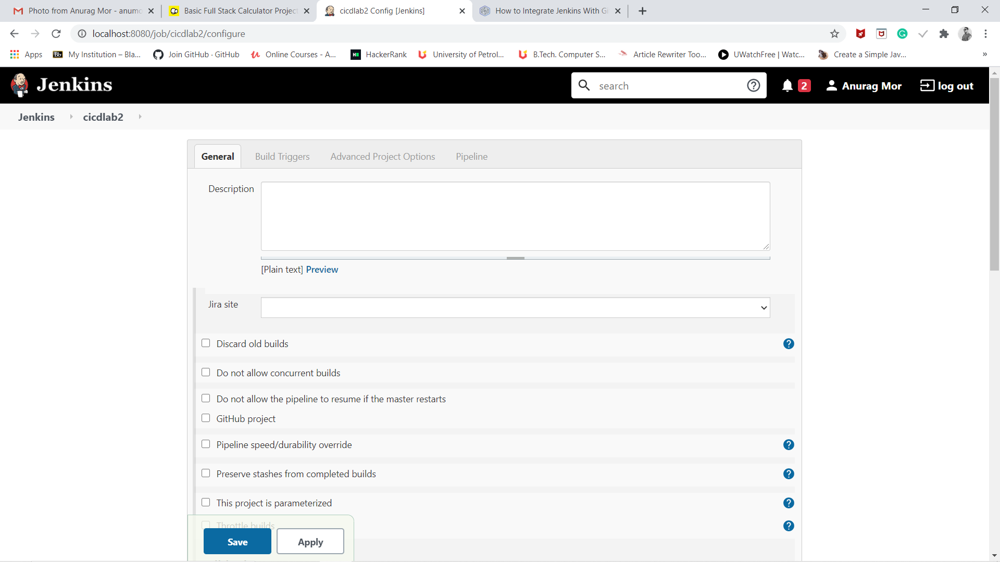 Photo from Anurag Mor - anumo
Basic Full Stack Calculator Project
cicdlab2 Config [Jenkins]
How to Integrate Jenkins With Gi
localhost:8080/job/cicdlab2/configure
Apps
Bb My Institution – Bla...
Join GitHub · GitHub
Online Courses - A...
HackerRank
University of Petrol...
B.Tech. Computer S...
Article Rewriter Too...
UWatchFree | Watc...
Create a Simple Jav...
»
Jenkins
search
2
Anurag Mor
log out
Jenkins
cicdlab2
General
Build Triggers
Advanced Project Options
Pipeline
Description
[Plain text] Preview
Jira site
Discard old builds
Do not allow concurrent builds
Do not allow the pipeline to resume if the master restarts
GitHub project
Pipeline speed/durability override
Preserve stashes from completed builds
This project is parameterized
Throttle builds
Save
Apply